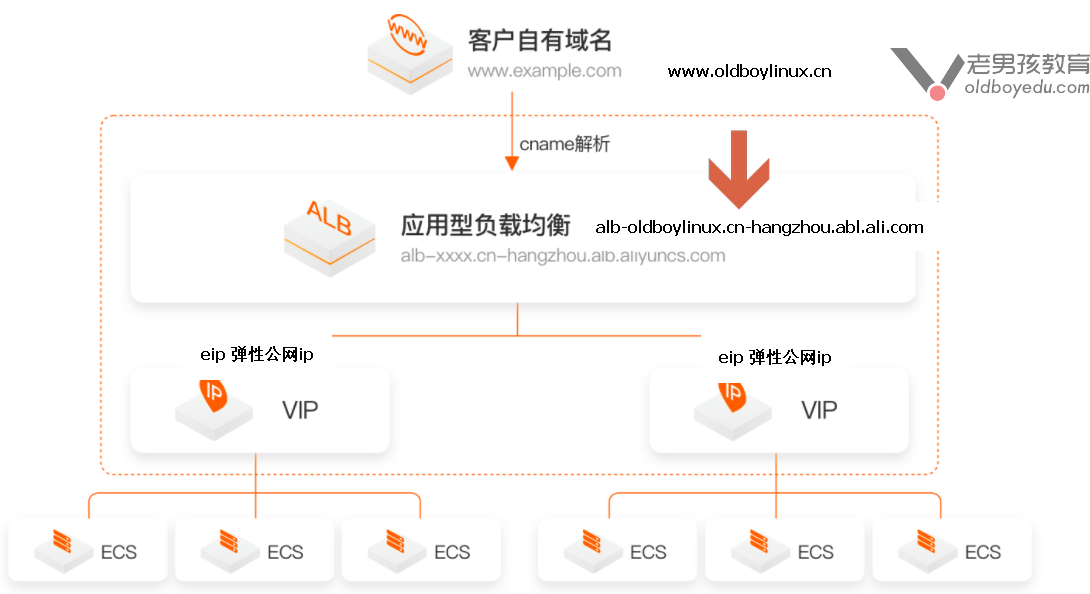 WWW
客户自有域名
www.example.com
www.oldboylinux.cn
老男孩教育
oldboyedu.com
cname解析
ALB
应用型负载均衡
alb-oldboylinux.cn-hangzhou.abl.ali.com
alb-xxxx.cn-hangzhou.alb.aliyuncs.com
eip 弹性公网ip
eip 弹性公网ip
IP
VIP
IP
VIP
ECS
ECS
ECS
ECS
ECS
ECS